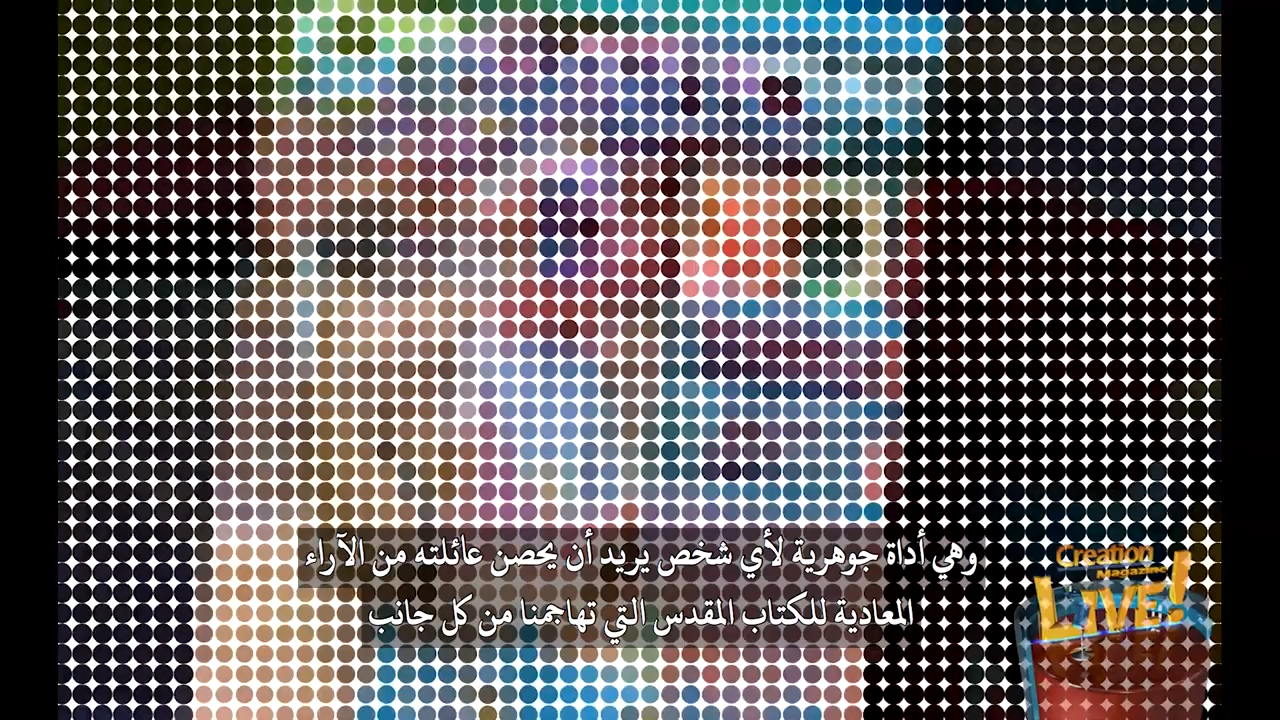 وهي أداة جوهرية لأي شخص يريد أن يحصن عائلته من الآراء
المعادية للكتاب المقدس التي تهاجمنا من كل جانب
Creation
Magazine
LIVE!